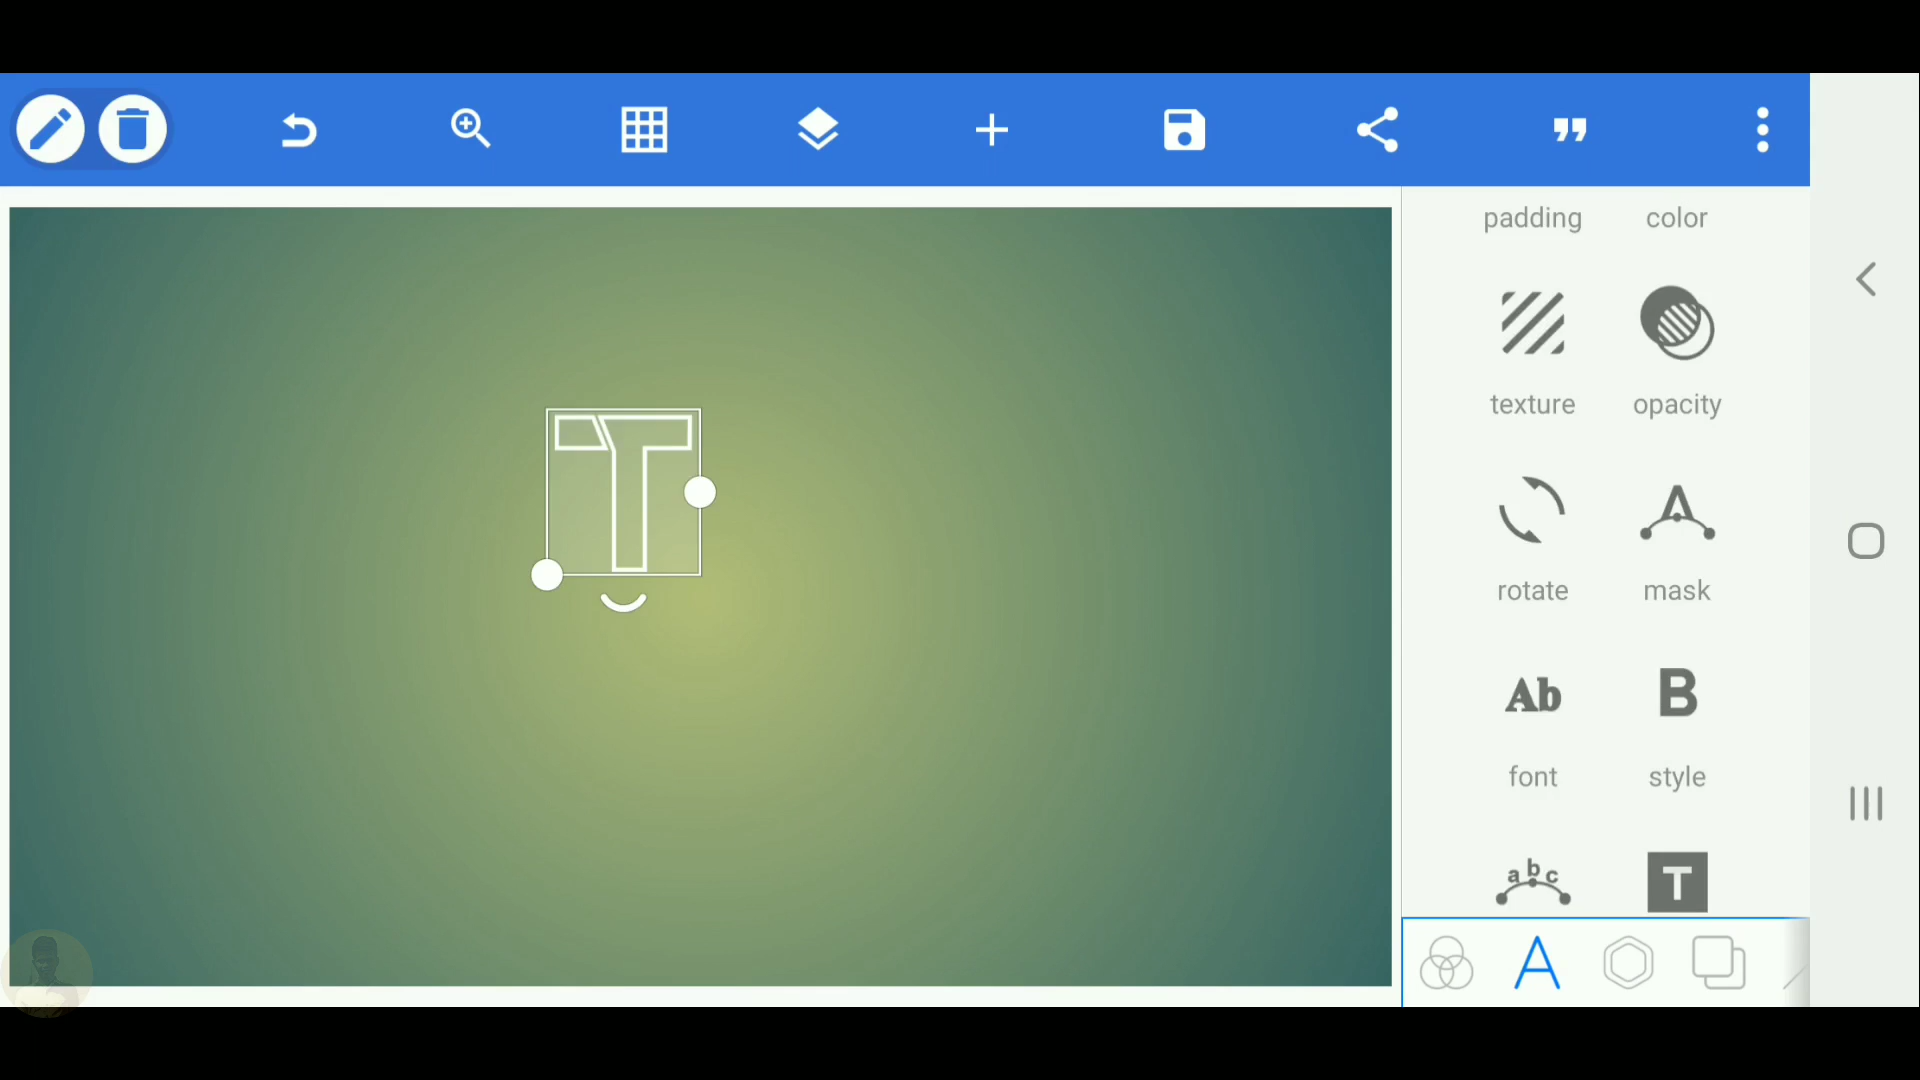 padding color
texture opacity
T
rotate mask
Ab B
font style
abc T